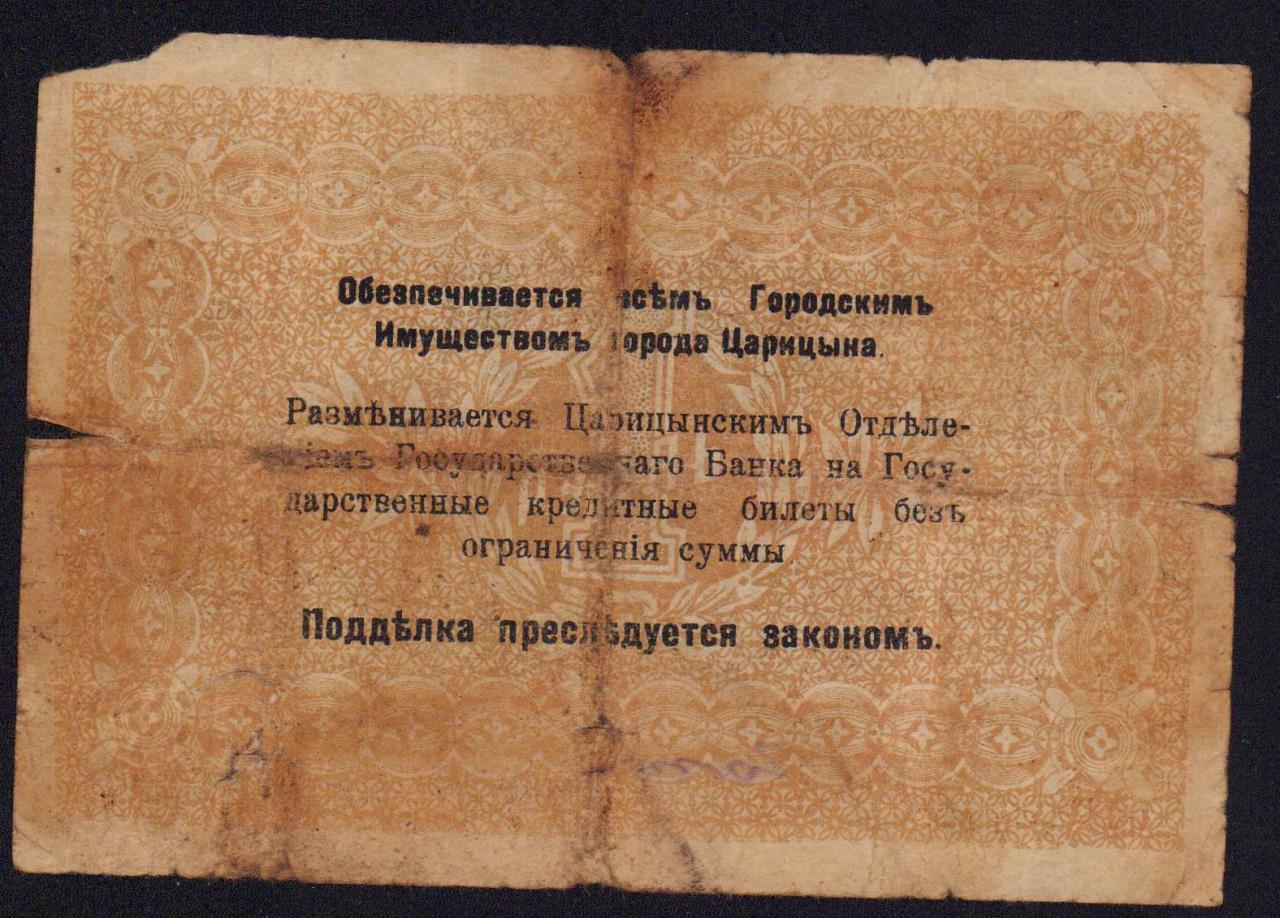 Обезпечивается всѣмъ Городскимъ
Имуществомъ города Царицына.
Размѣнивается Царицынскимъ Отдѣле-
ніемъ Государственнаго Банка на Госу-
дарственные кредитные билеты безъ
ограниченія суммы
Поддѣлка преслѣдуется закономъ.